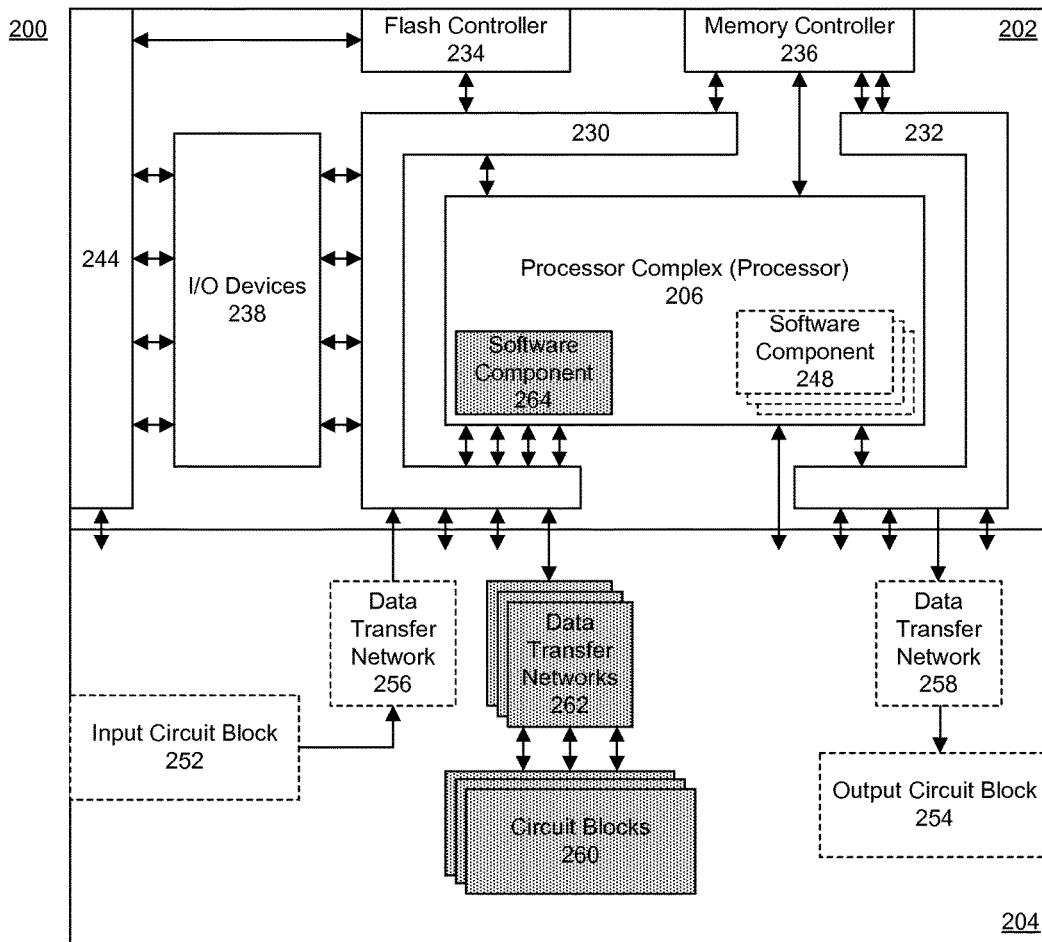 200
Flash Controller
234
Memory Controller
236
202
230
232
244
I/O Devices
238
Processor Complex (Processor)
206
Software
Component
264
Software
Component
248
Data
Transfer
Network
256
Data
Transfer
Networks
262
Data
Transfer
Network
258
Input Circuit Block
252
Output Circuit Block
254
Circuit Blocks
260
204